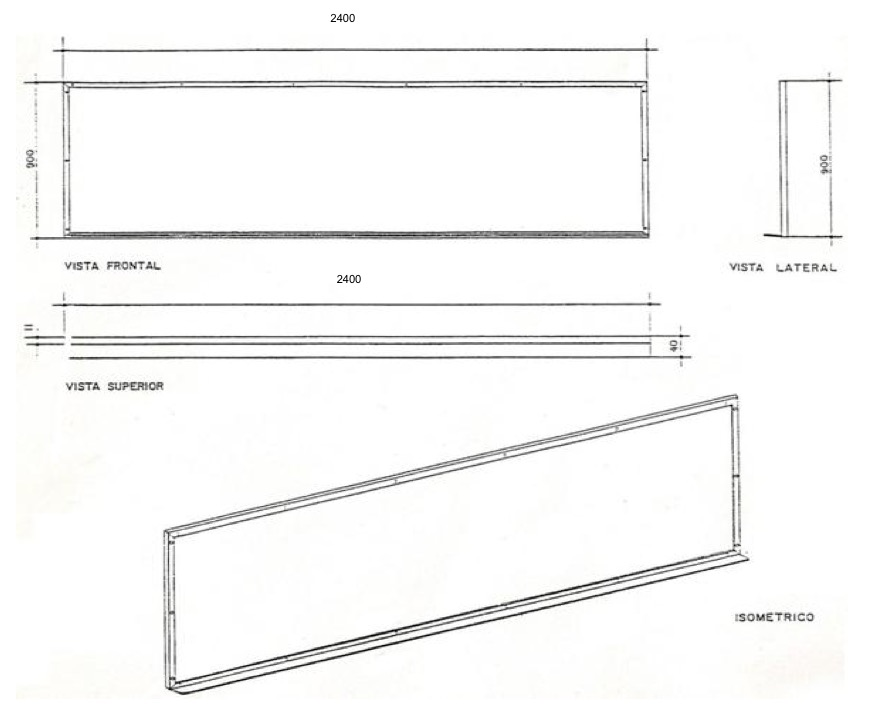 2400
900
900
VISTA FRONTAL
VISTA LATERAL
2400
40
VISTA SUPERIOR
ISOMETRICO